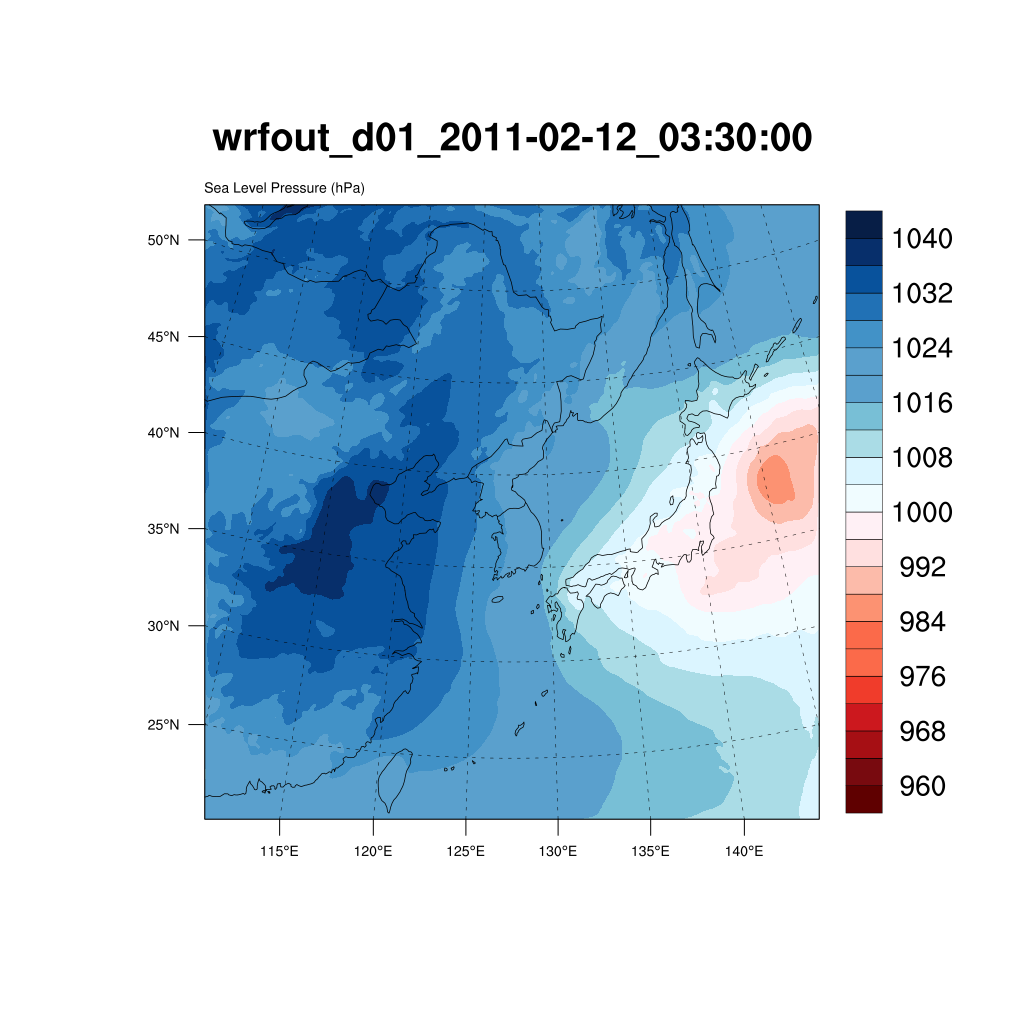 wrfout_d01_2011-02-12_03:30:00
Sea Level Pressure (hPa)
50°N
45°N
40°N
35°N
30°N
25°N
115°E
120°E
125°E
130°E
135°E
140°E
1040
1032
1024
1016
1008
1000
992
984
976
968
960